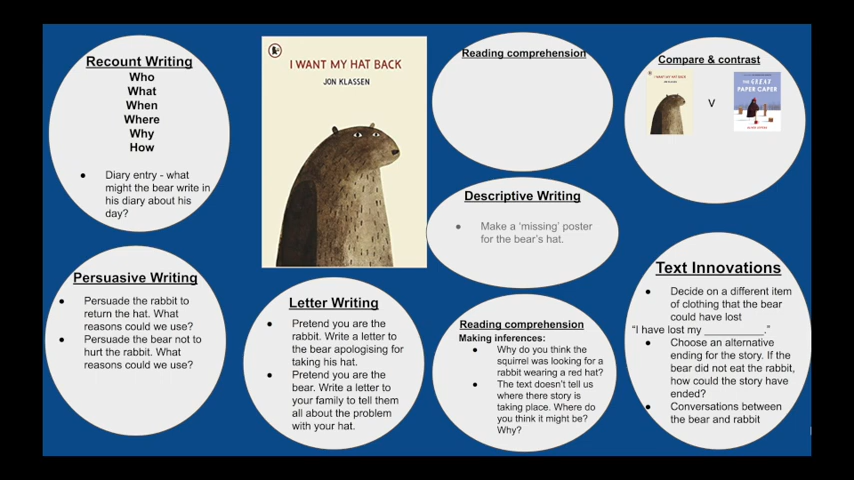 Recount Writing
Who
What
When
Where
Why
How
● Diary entry - what
might the bear write in
his diary about his
day?
I WANT MY HAT BACK
JON KLASSEN
Reading comprehension
Compare & contrast
I WANT MY HAT BACK
V
THE GREAT
PAPER CAPER
Descriptive Writing
● Make a ‘missing’ poster
for the bear’s hat.
Persuasive Writing
● Persuade the rabbit to
return the hat. What
reasons could we use?
● Persuade the bear not to
hurt the rabbit. What
reasons could we use?
Letter Writing
● Pretend you are the
rabbit. Write a letter to
the bear apologising for
taking his hat.
● Pretend you are the
bear. Write a letter to
your family to tell them
all about the problem
with your hat.
Reading comprehension
Making inferences:
● Why do you think the
squirrel was looking for a
rabbit wearing a red hat?
● The text doesn’t tell us
where there story is
taking place. Where do
you think it might be?
Why?
Text Innovations
● Decide on a different item
of clothing that the bear
could have lost
“I have lost my __________.”
● Choose an alternative
ending for the story. If the
bear did not eat the rabbit,
how could the story have
ended?
● Conversations between
the bear and rabbit